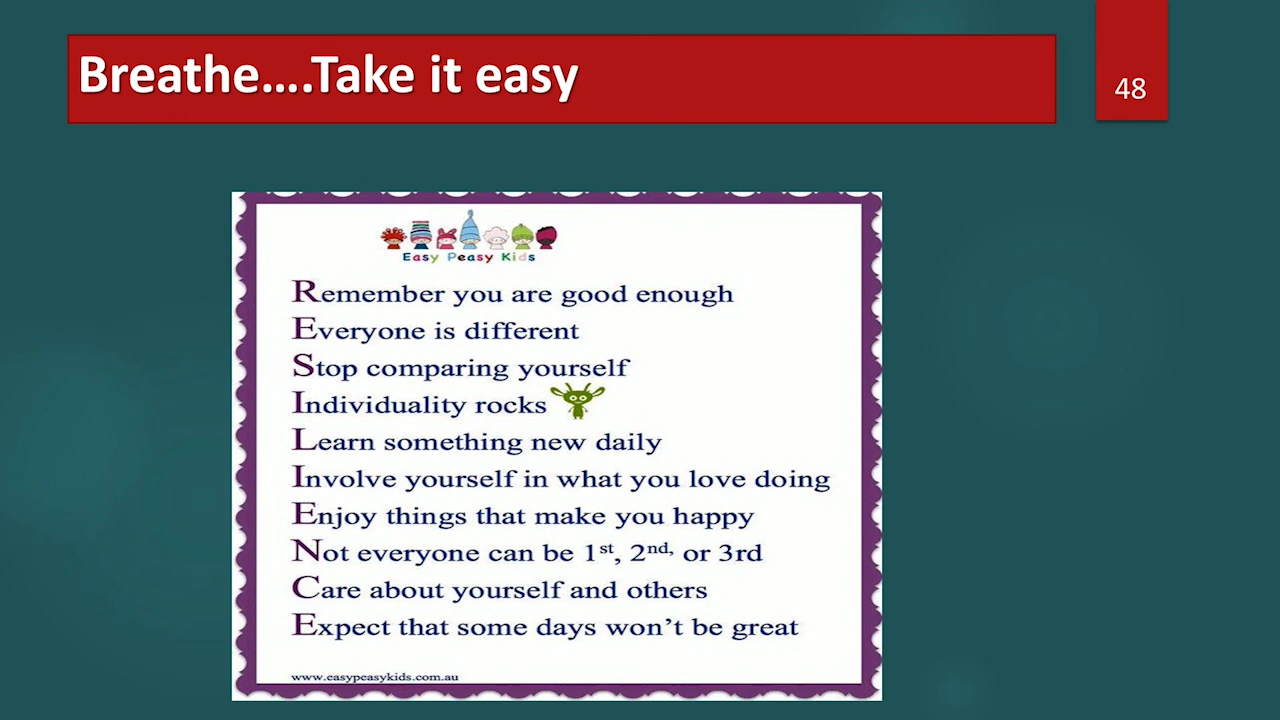 Breathe….Take it easy
48
Easy Peasy Kids
Remember you are good enough
Everyone is different
Stop comparing yourself
Individuality rocks
Learn something new daily
Involve yourself in what you love doing
Enjoy things that make you happy
Not everyone can be 1st, 2nd, or 3rd
Care about yourself and others
Expect that some days won't be great
www.easypeasykids.com.au